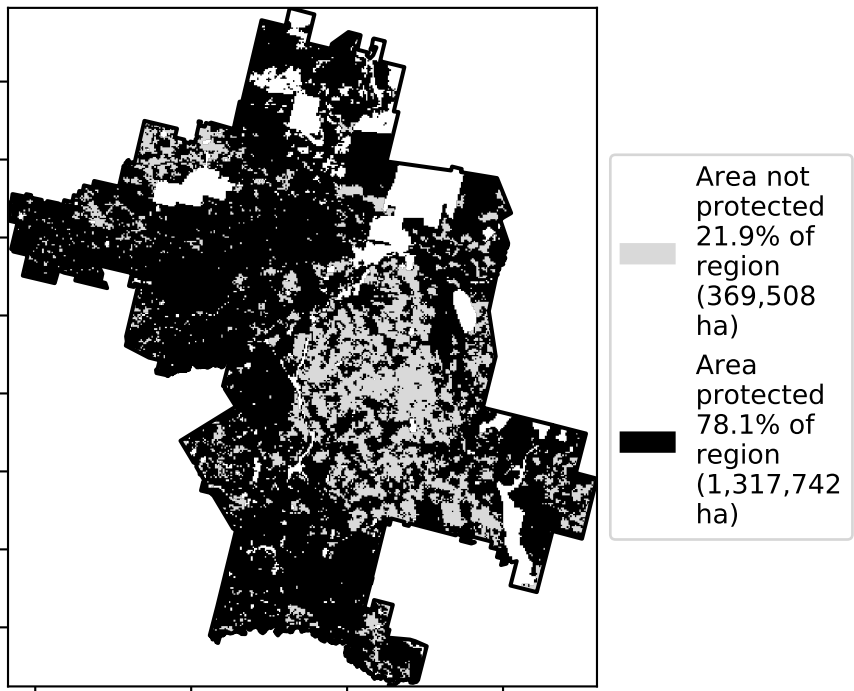 Area not
protected
21.9% of
region
(369,508
ha)
Area
protected
78.1% of
region
(1,317,742
ha)